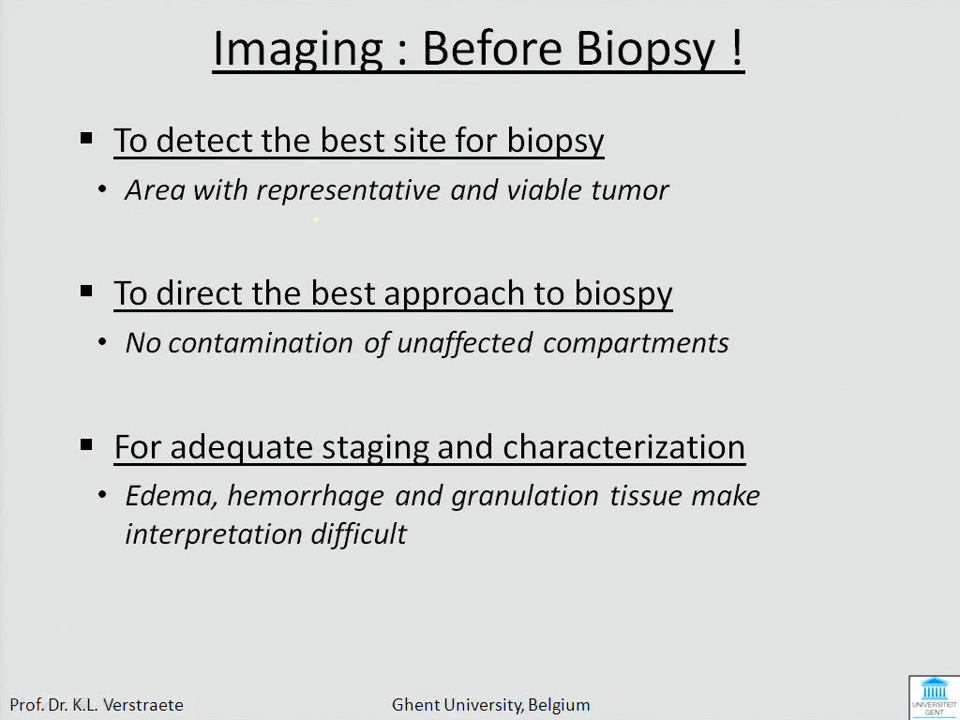 Imaging : Before Biopsy !
▪ To detect the best site for biopsy
• Area with representative and viable tumor
▪ To direct the best approach to biospy
• No contamination of unaffected compartments
▪ For adequate staging and characterization
• Edema, hemorrhage and granulation tissue make
interpretation difficult
Prof. Dr. K.L. Verstraete
Ghent University, Belgium
UNIVERSITEIT
GENT